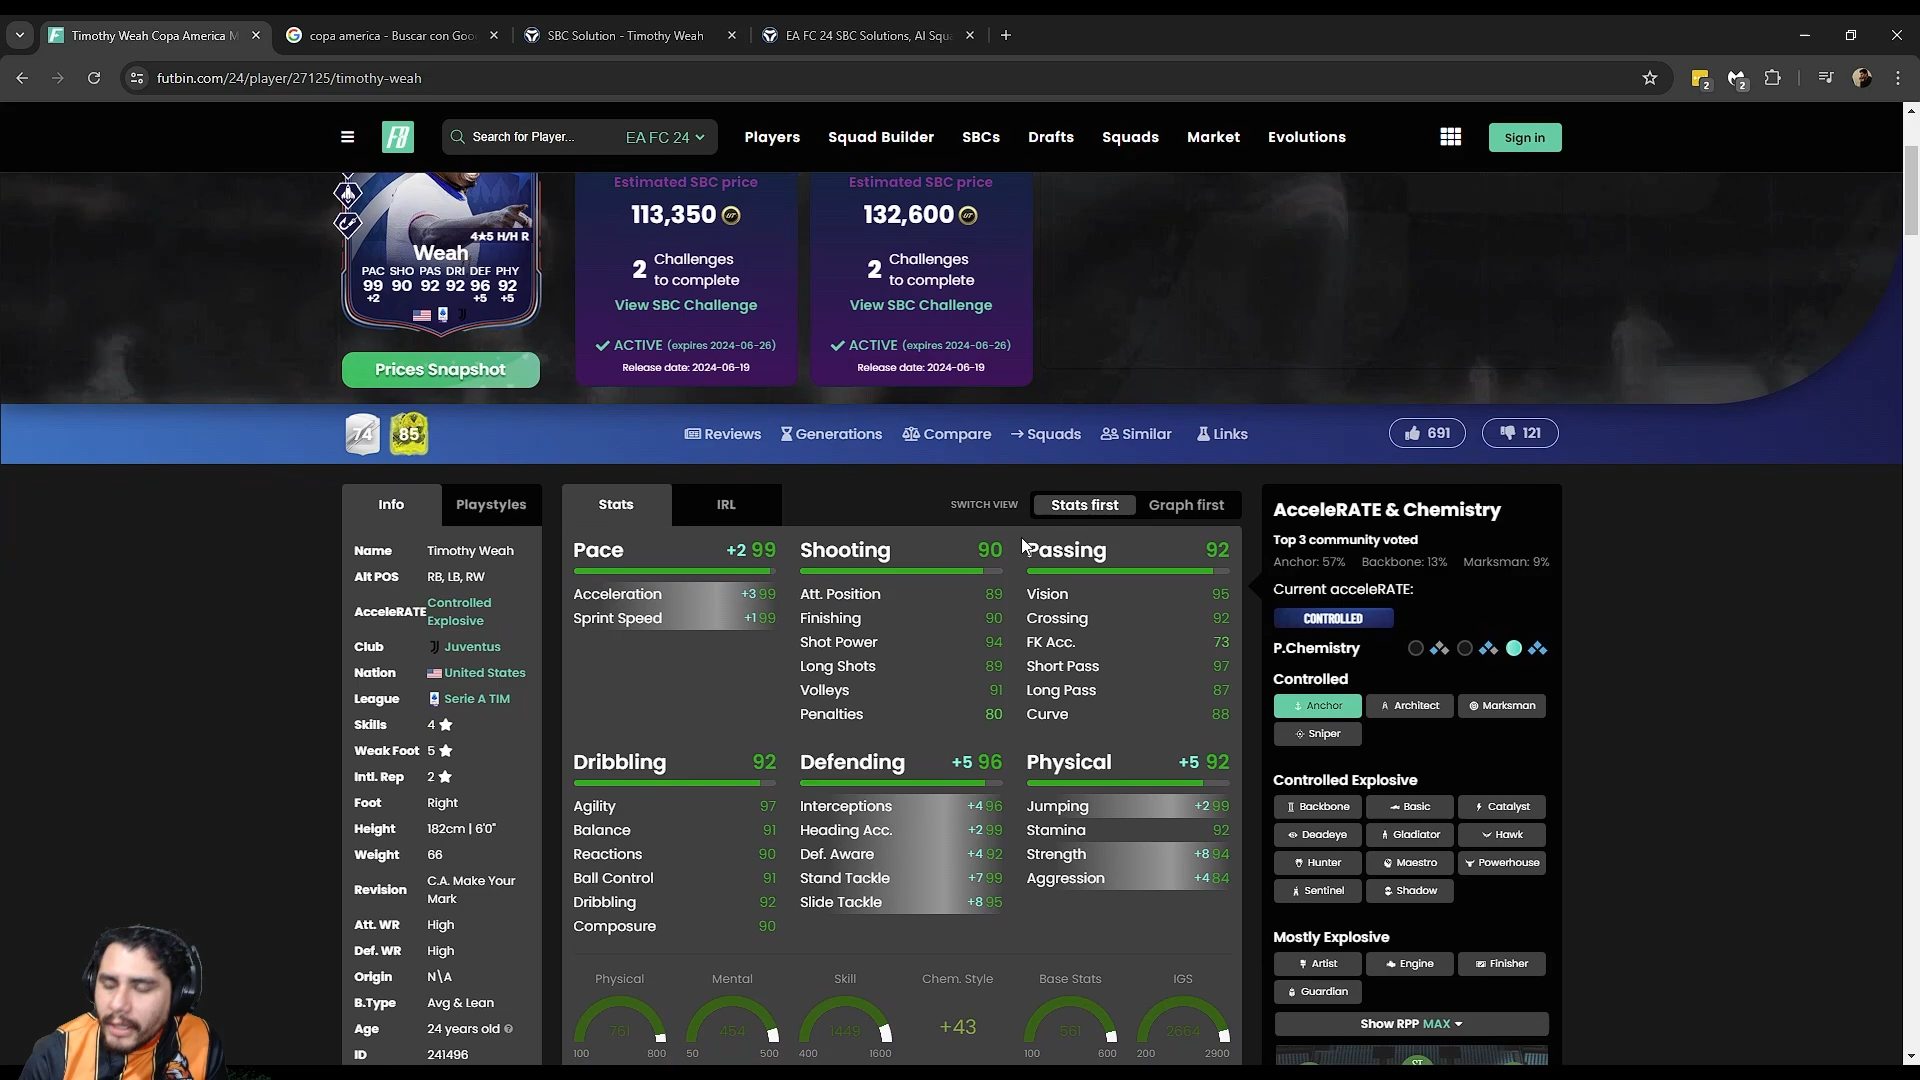 Timothy Weah Copa America M
copa america - Buscar con Goo
SBC Solution - Timothy Weah
EA FC 24 SBC Solutions, AI Squa
futbin.com/24/player/27125/timothy-weah
2
2
Search for Player...
EA FC 24
Players
Squad Builder
SBCs
Drafts
Squads
Market
Evolutions
Sign in
4★5 H/H R
Weah
PAC SHO PAS DRI DEF PHY
99 90 92 92 96 92
+2 +5 +5
Prices Snapshot
Estimated SBC price
113,350
2 Challenges
to complete
View SBC Challenge
ACTIVE (expires 2024-06-26)
Release date: 2024-06-19
Estimated SBC price
132,600
2 Challenges
to complete
View SBC Challenge
ACTIVE (expires 2024-06-26)
Release date: 2024-06-19
74
85
Reviews
Generations
Compare
Squads
Similar
Links
691
121
Info
Playstyles
Name Timothy Weah
Alt POS RB, LB, RW
AcceleRATE Controlled
Explosive
Club Juventus
Nation United States
League Serie A TIM
Skills 4
Weak Foot 5
Intl. Rep 2
Foot Right
Height 182cm | 6'0"
Weight 66
Revision C.A. Make Your
Mark
Att. WR High
Def. WR High
Origin N\A
B.Type Avg & Lean
Age 24 years old
ID 241496
Stats
IRL
SWITCH VIEW
Stats first
Graph first
Pace +2 99
Acceleration +3 99
Sprint Speed +1 99
Shooting 90
Att. Position 89
Finishing 90
Shot Power 94
Long Shots 89
Volleys 91
Penalties 80
Passing 92
Vision 95
Crossing 92
FK Acc. 73
Short Pass 97
Long Pass 87
Curve 88
Dribbling 92
Agility 97
Balance 91
Reactions 90
Ball Control 91
Dribbling 92
Composure 90
Defending +5 96
Interceptions +4 96
Heading Acc. +2 99
Def. Aware +4 92
Stand Tackle +7 99
Slide Tackle +8 95
Physical +5 92
Jumping +2 99
Stamina 92
Strength +8 94
Aggression +4 84
Physical
761
100 800
Mental
454
50 500
Skill
1449
400 1600
Chem. Style
+43
Base Stats
561
100 600
IGS
2664
200 2900
AcceleRATE & Chemistry
Top 3 community voted
Anchor: 57% Backbone: 13% Marksman: 9%
Current acceleRATE:
CONTROLLED
P.Chemistry
Controlled
Anchor
Architect
Marksman
Sniper
Controlled Explosive
Backbone
Basic
Catalyst
Deadeye
Gladiator
Hawk
Hunter
Maestro
Powerhouse
Sentinel
Shadow
Mostly Explosive
Artist
Engine
Finisher
Guardian
Show RPP MAX
ST